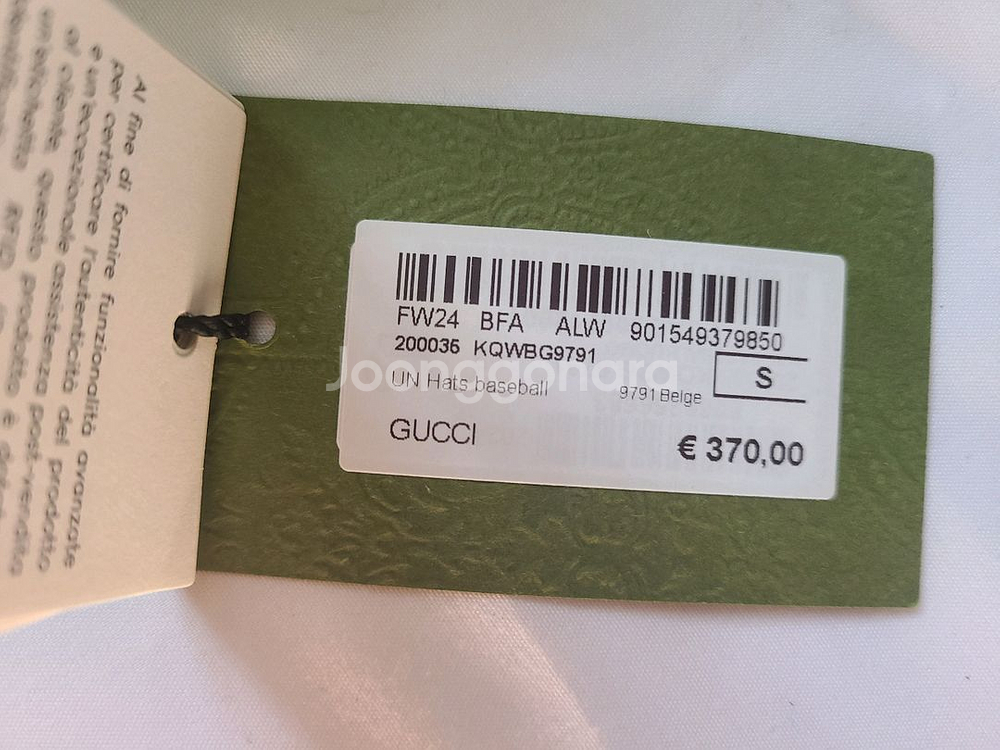 Al fine di fornire funzionalità avanzate
per certificare l'autenticità del prodotto
e un'eccezionale assistenza post-vendita
al cliente, questo prodotto è
FW24 BFA ALW 901549379850
200035 KQWBG9791
UN Hats baseball 9791 Beige
S
GUCCI
€ 370,00
Joonggonara